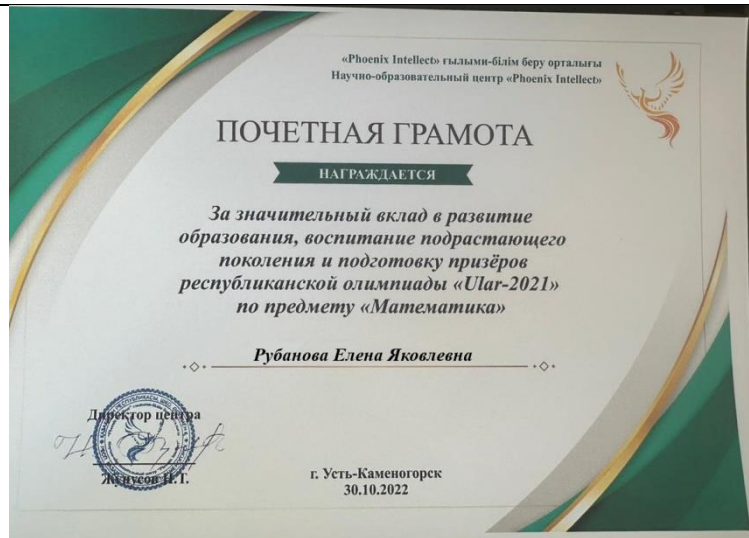 «Phoenix Intellect» ғылыми-білім беру орталығы
Научно-образовательный центр «Phoenix Intellect»
ПОЧЕТНАЯ ГРАМОТА
НАГРАЖДАЕТСЯ
За значительный вклад в развитие
образования, воспитание подрастающего
поколения и подготовку призёров
республиканской олимпиады «Ular-2021»
по предмету «Математика»
Рубанова Елена Яковлевна
Директор центра
Жунусов Н.Т.
г. Усть-Каменогорск
30.10.2022